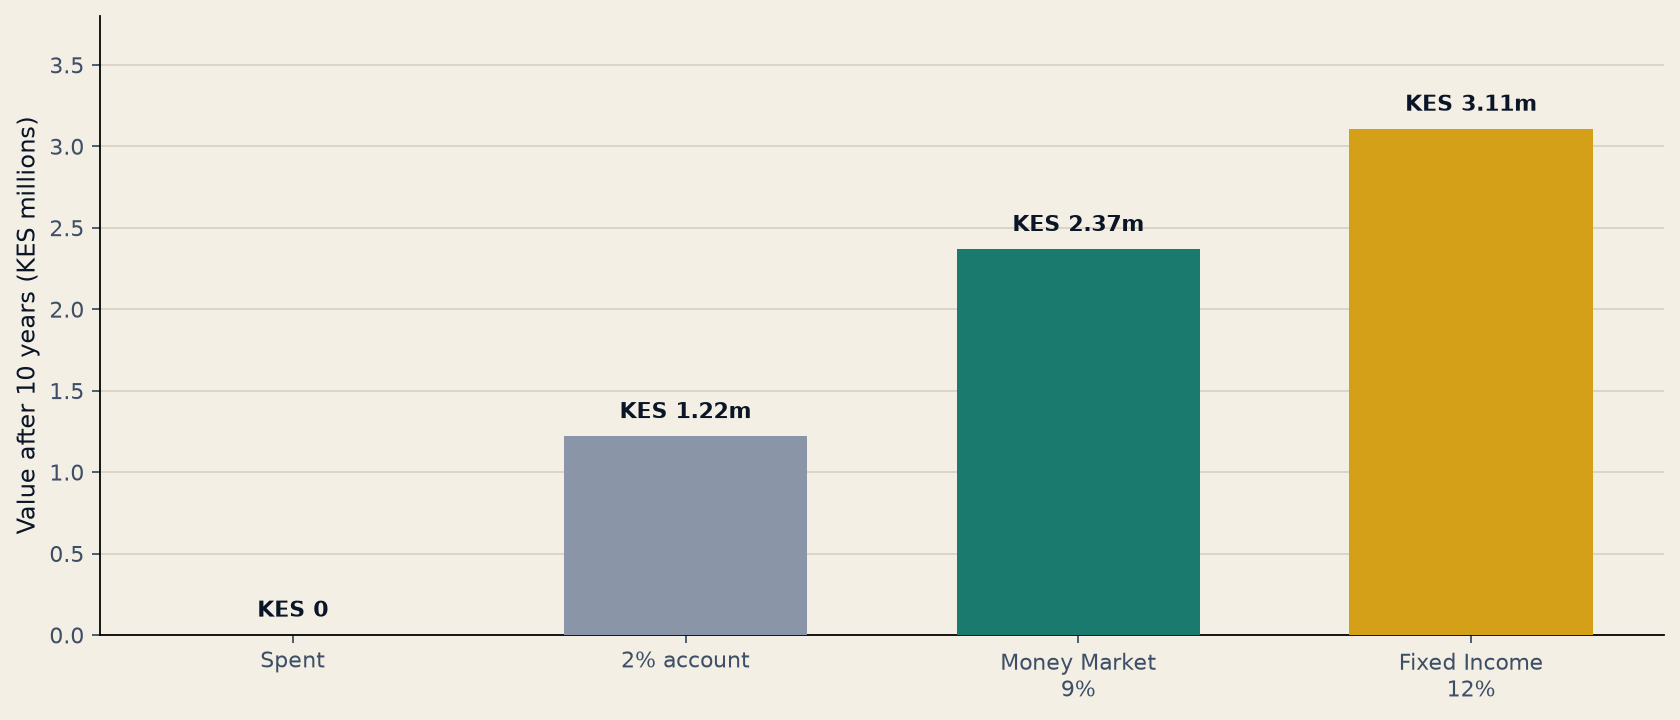 Value after 10 years (KES millions)
3.5
3.0
2.5
2.0
1.5
1.0
0.5
0.0
KES 0
KES 1.22m
KES 2.37m
KES 3.11m
Spent
2% account
Money Market
9%
Fixed Income
12%